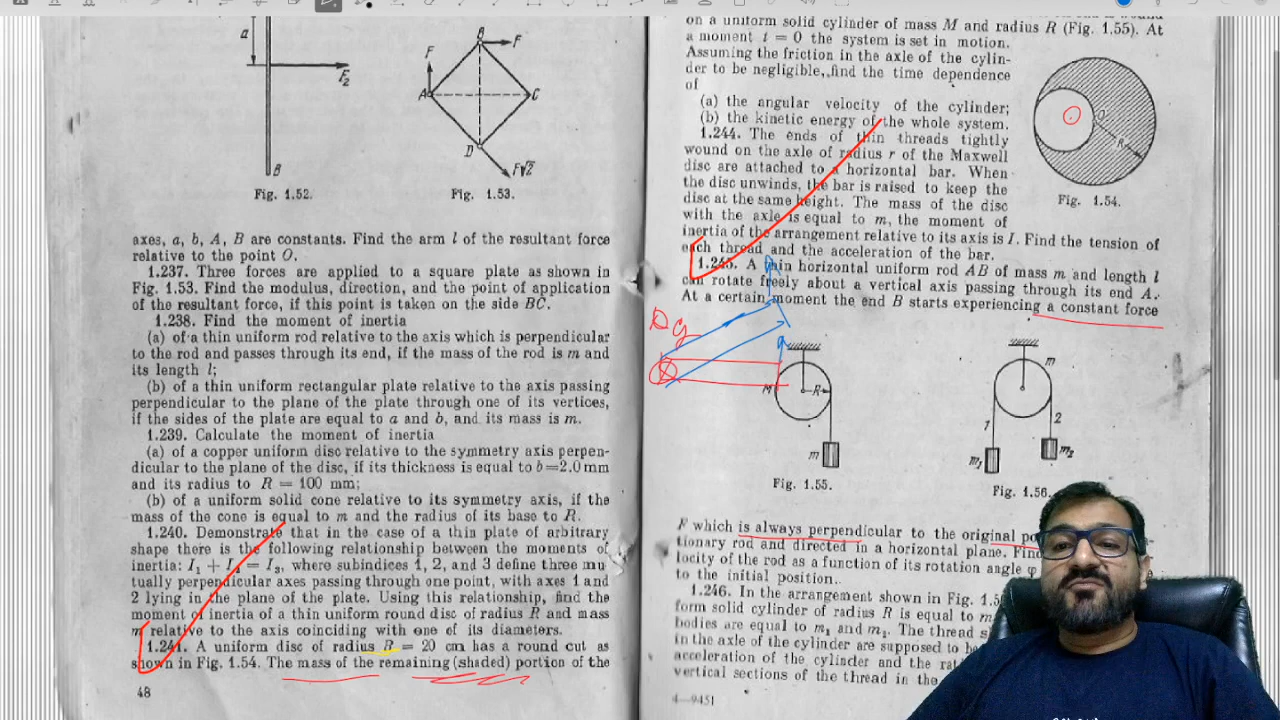 a
F₂
B
Fig. 1.52.
B
F
F
A
C
D
F√2
Fig. 1.53.
axes, a, b, A, B are constants. Find the arm l of the resultant force
relative to the point O.
1.237. Three forces are applied to a square plate as shown in
Fig. 1.53. Find the modulus, direction, and the point of application
of the resultant force, if this point is taken on the side BC.
1.238. Find the moment of inertia
(a) of a thin uniform rod relative to the axis which is perpendicular
to the rod and passes through its end, if the mass of the rod is m and
its length l;
(b) of a thin uniform rectangular plate relative to the axis passing
perpendicular to the plane of the plate through one of its vertices,
if the sides of the plate are equal to a and b, and its mass is m.
1.239. Calculate the moment of inertia
(a) of a copper uniform disc relative to the symmetry axis perpen-
dicular to the plane of the disc, if its thickness is equal to b=2.0 mm
and its radius to R = 100 mm;
(b) of a uniform solid cone relative to its symmetry axis, if the
mass of the cone is equal to m and the radius of its base to R.
1.240. Demonstrate that in the case of a thin plate of arbitrary
shape there is the following relationship between the moments of
inertia: I₁ + I₂ = I₃, where subindices 1, 2, and 3 define three mu
tually perpendicular axes passing through one point, with axes 1 and
2 lying in the plane of the plate. Using this relationship, find the
moment of inertia of a thin uniform round disc of radius R and mass
m relative to the axis coinciding with one of its diameters.
1.241. A uniform disc of radius R = 20 cm has a round cut as
shown in Fig. 1.54. The mass of the remaining (shaded) portion of the
48
on a uniform solid cylinder of mass M and radius R (Fig. 1.55). At
a moment t = 0 the system is set in motion.
Assuming the friction in the axle of the cylin-
der to be negligible, find the time dependence
of
(a) the angular velocity of the cylinder;
(b) the kinetic energy of the whole system.
1.244. The ends of thin threads tightly
wound on the axle of radius r of the Maxwell
disc are attached to a horizontal bar. When
the disc unwinds, the bar is raised to keep the
disc at the same height. The mass of the disc
with the axle is equal to m, the moment of
inertia of the arrangement relative to its axis is I. Find the tension of
each thread and the acceleration of the bar.
1.245. A thin horizontal uniform rod AB of mass m and length l
can rotate freely about a vertical axis passing through its end A.
At a certain moment the end B starts experiencing a constant force
O
R
Fig. 1.54.
M
R
m
Fig. 1.55.
m
1
2
m₁
m₂
Fig. 1.56.
F which is always perpendicular to the original po
tionary rod and directed in a horizontal plane. Find
locity of the rod as a function of its rotation angle φ
to the initial position.
1.246. In the arrangement shown in Fig. 1.5
form solid cylinder of radius R is equal to m
bodies are equal to m₁ and m₂. The thread s
in the axle of the cylinder are supposed to be
acceleration of the cylinder and the rat
vertical sections of the thread in the
4—9451